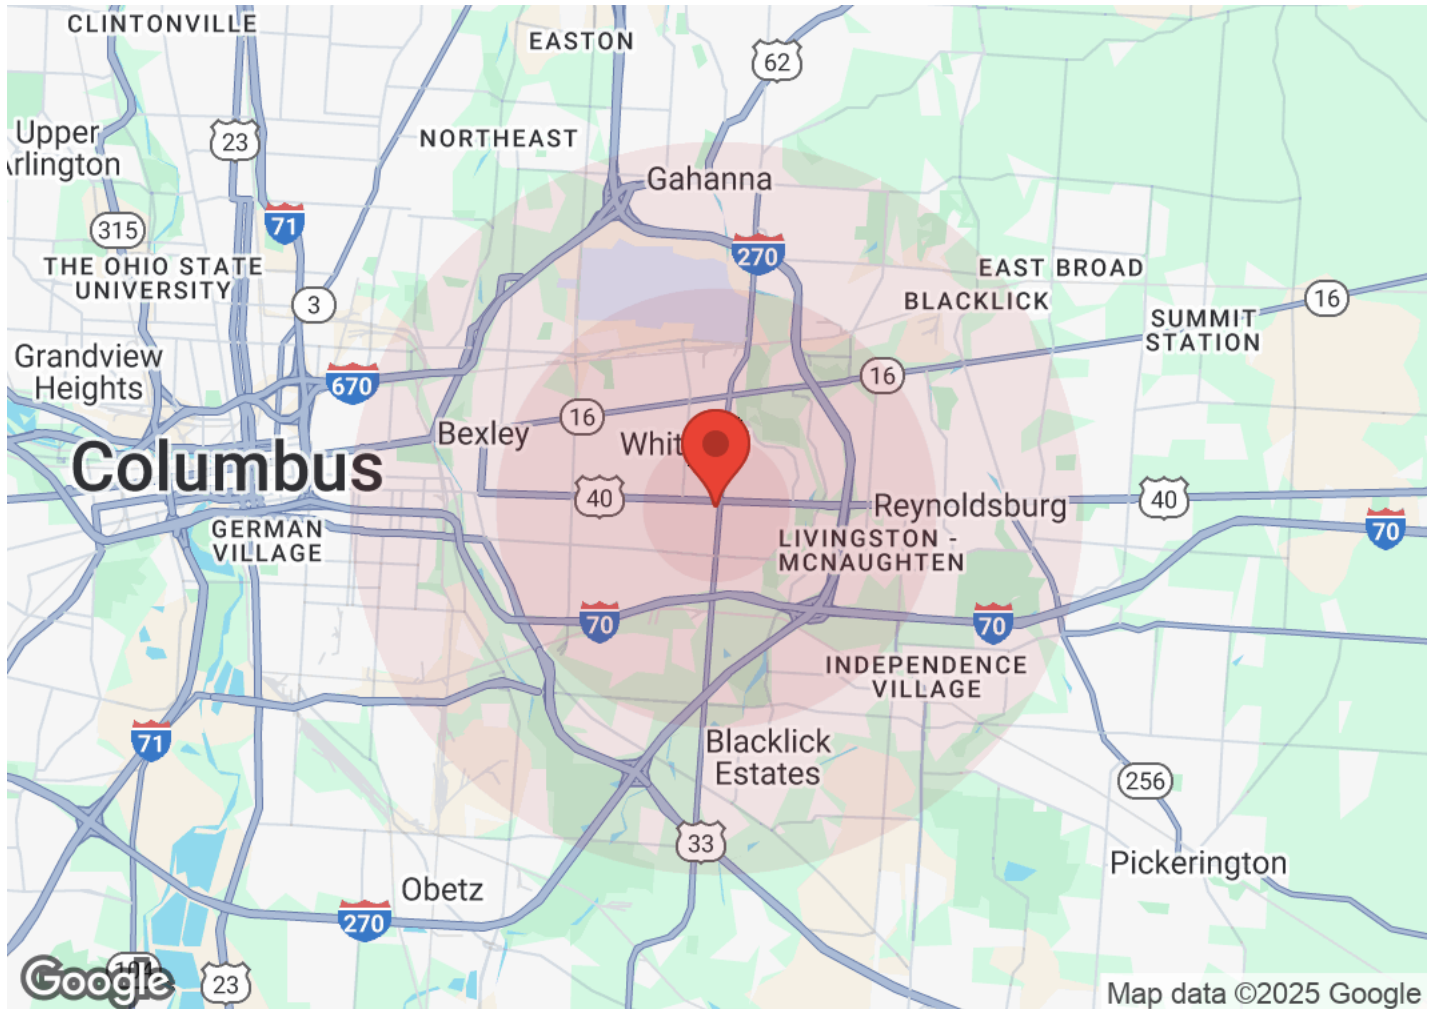 CLINTONVILLE
EASTON
62
Upper
Arlington
23
NORTHEAST
Gahanna
315
71
270
THE OHIO STATE
UNIVERSITY
3
EAST BROAD
BLACKLICK
16
SUMMIT
STATION
Grandview
Heights
670
16
16
Bexley
Whit
Columbus
40
Reynoldsburg
40
70
GERMAN
VILLAGE
LIVINGSTON -
MCNAUGHTEN
70
70
INDEPENDENCE
VILLAGE
71
Blacklick
Estates
256
33
Pickerington
Obetz
270
104
23
Google
Map data ©2025 Google